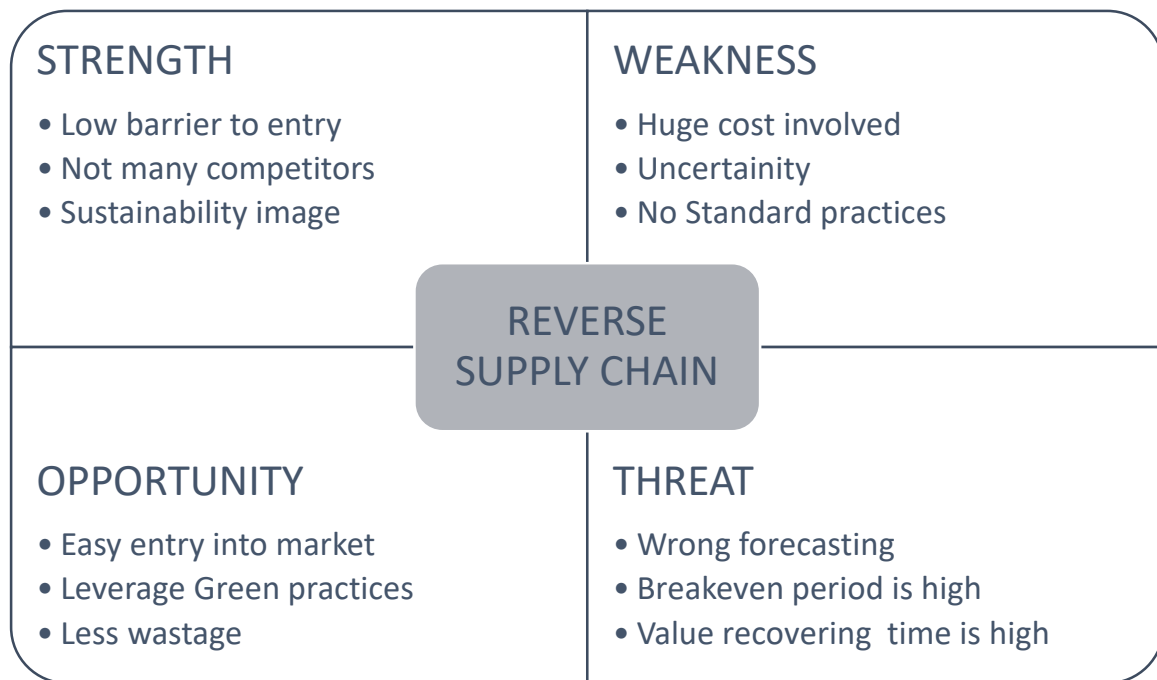 STRENGTH
• Low barrier to entry
• Not many competitors
• Sustainability image
WEAKNESS
• Huge cost involved
• Uncertainity
• No Standard practices
REVERSE
SUPPLY CHAIN
OPPORTUNITY
• Easy entry into market
• Leverage Green practices
• Less wastage
THREAT
• Wrong forecasting
• Breakeven period is high
• Value recovering  time is high